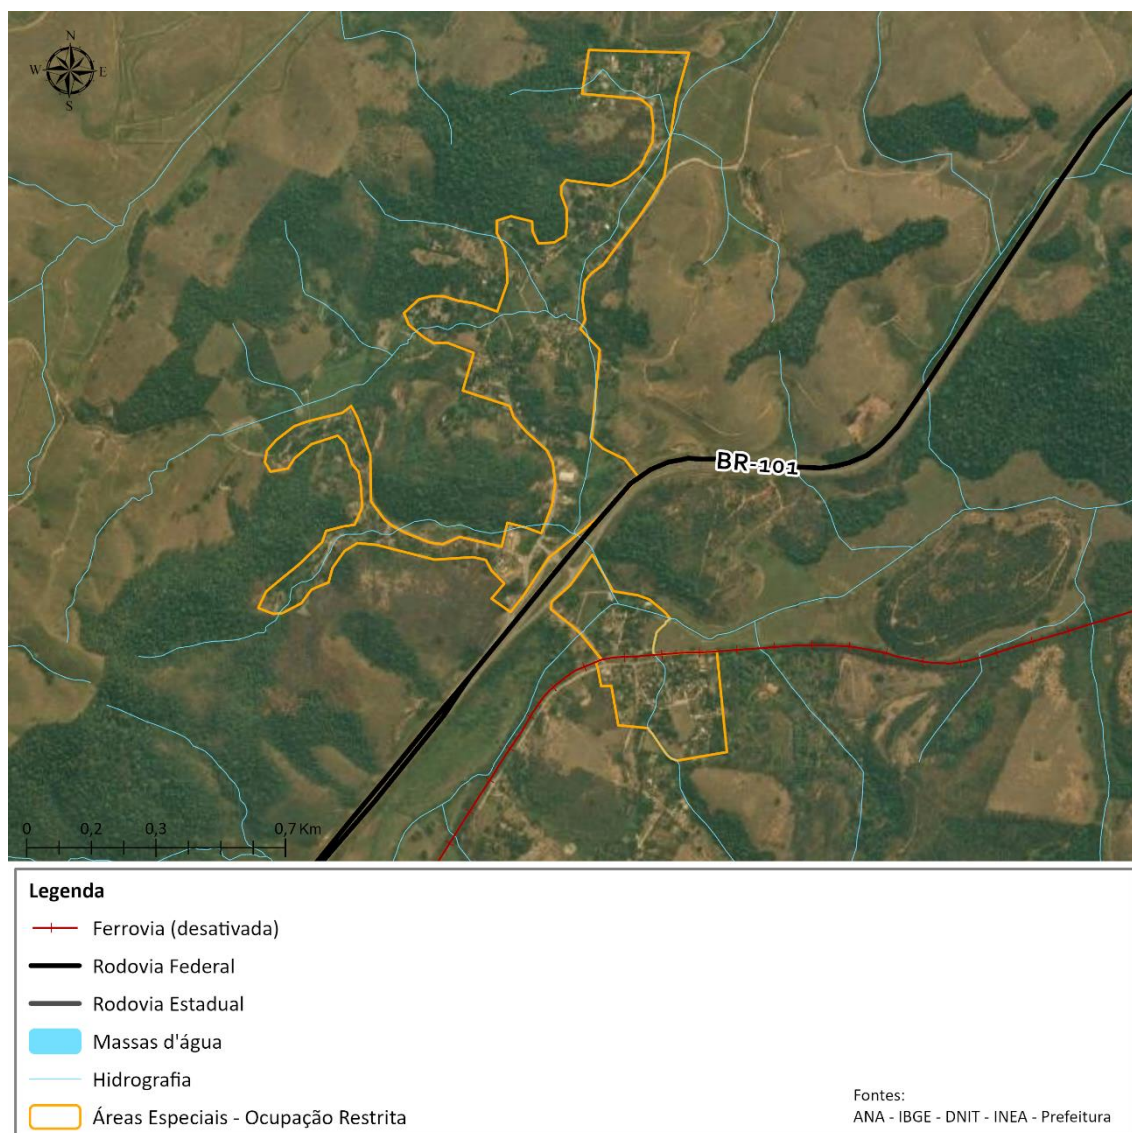 N
W E
S
BR-101
0 0,2 0,3 0,7 Km
Legenda
Ferrovia (desativada)
Rodovia Federal
Rodovia Estadual
Massas d'água
Hidrografia
Áreas Especiais - Ocupação Restrita
Fontes:
ANA - IBGE - DNIT - INEA - Prefeitura